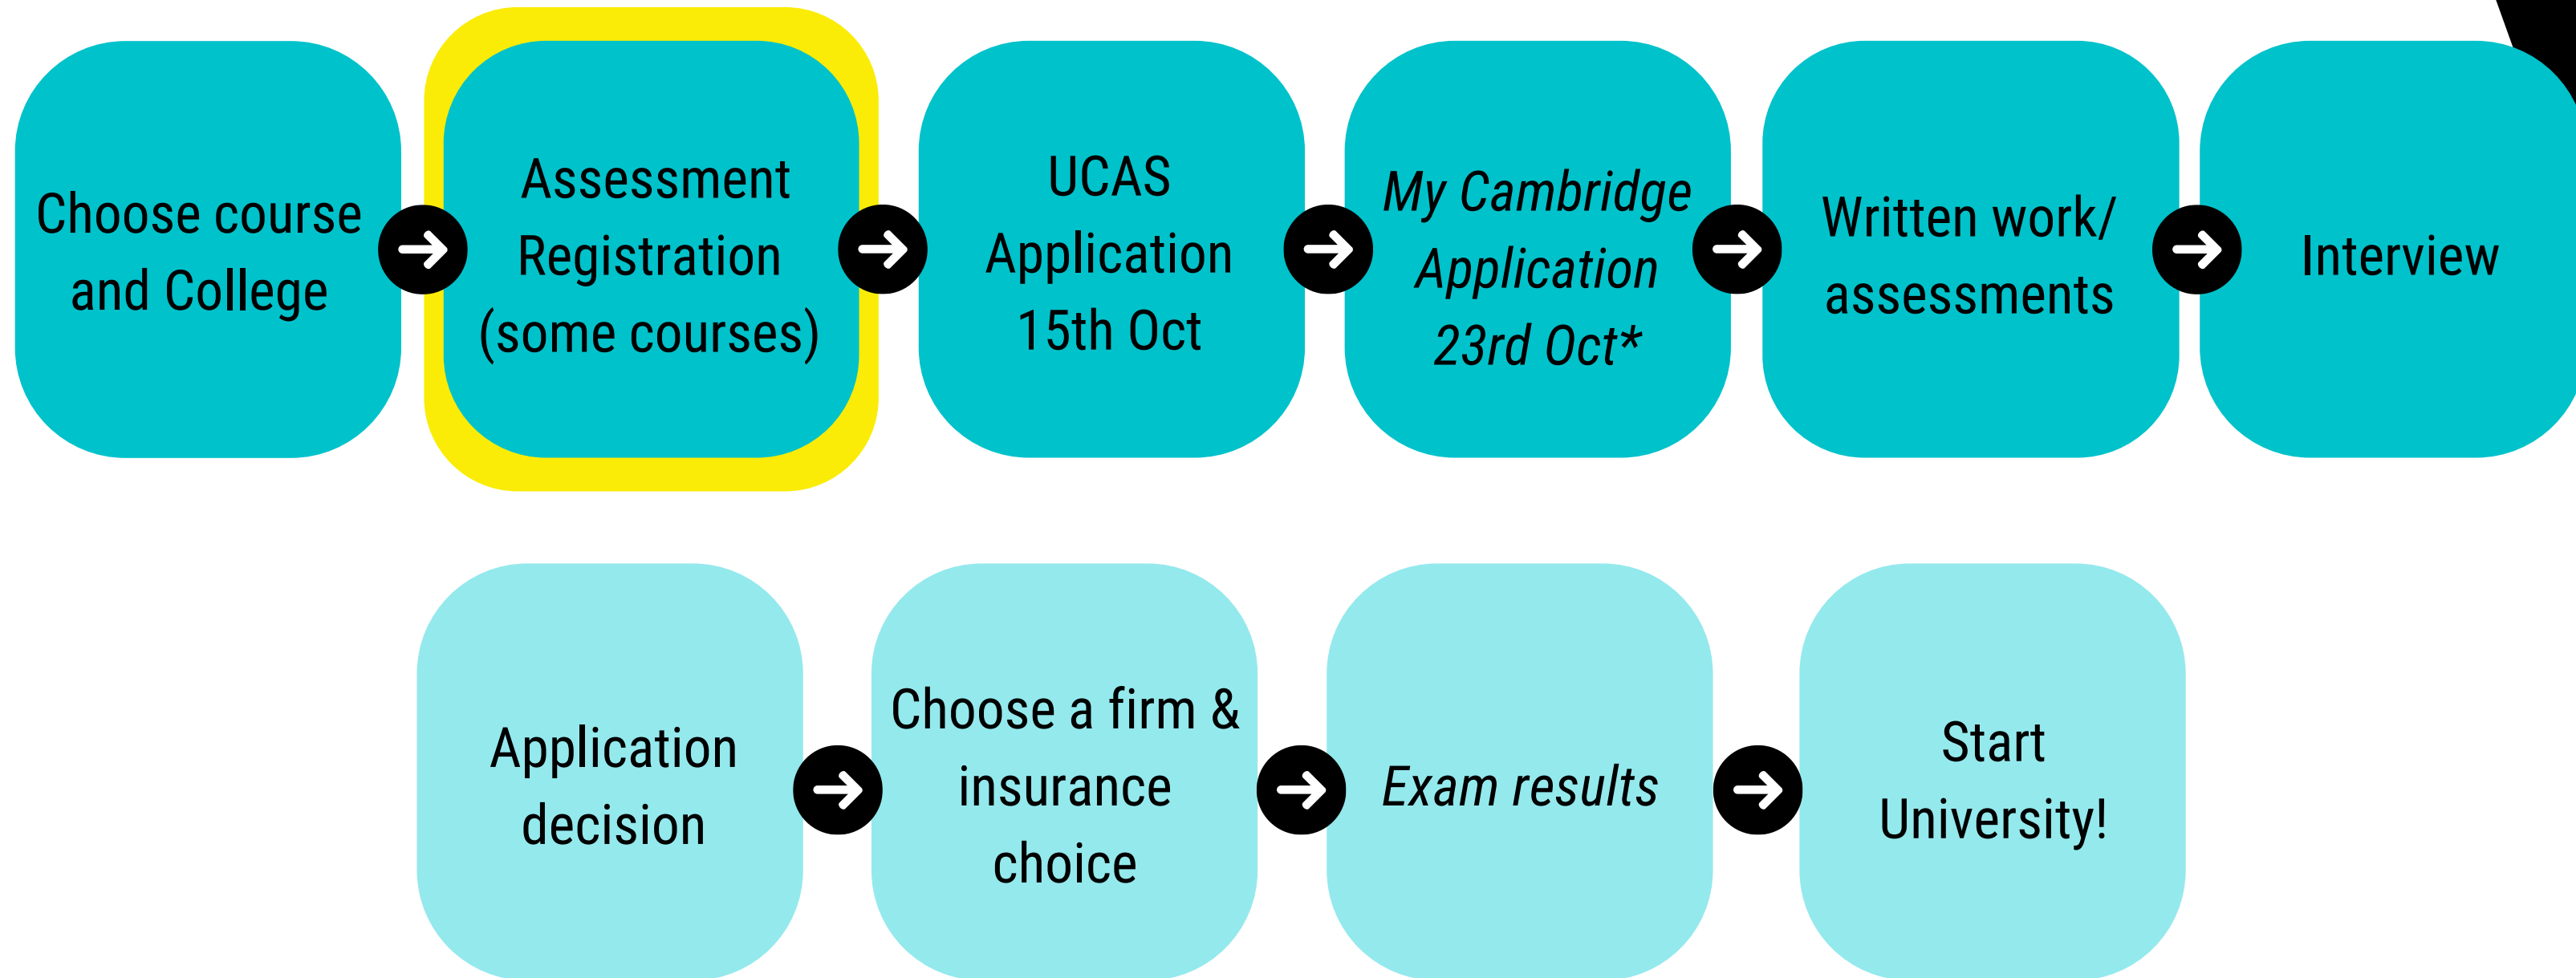 Choose course
and College
Assessment
Registration
(some courses)
UCAS
Application
15th Oct
My Cambridge
Application
23rd Oct*
Written work/
assessments
Interview
Application
decision
Choose a firm &
insurance
choice
Exam results
Start
University!